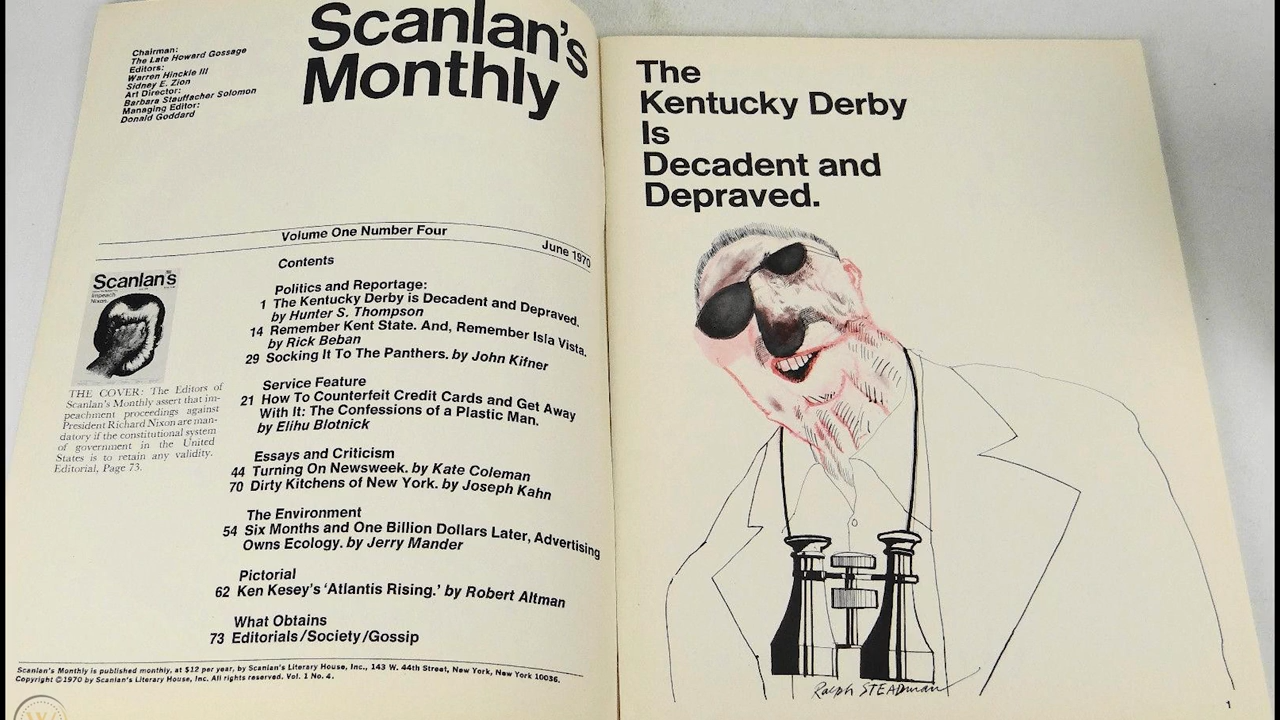 Scanlan's
Monthly
Chairman:
The Late Howard Gossage
Editors:
Warren Hinckle III
Sidney E. Zion
Art Director:
Barbara Stauffacher Solomon
Managing Editor:
Donald Goddard
Volume One Number Four
June 1970
Contents
Politics and Reportage:
1 The Kentucky Derby is Decadent and Depraved.
by Hunter S. Thompson
14 Remember Kent State. And, Remember Isla Vista.
by Rick Beban
29 Socking It To The Panthers. by John Kifner
Service Feature
21 How To Counterfeit Credit Cards and Get Away
With It: The Confessions of a Plastic Man.
by Elihu Blotnick
Essays and Criticism
44 Turning On Newsweek. by Kate Coleman
70 Dirty Kitchens of New York. by Joseph Kahn
The Environment
54 Six Months and One Billion Dollars Later, Advertising
Owns Ecology. by Jerry Mander
Pictorial
62 Ken Kesey's 'Atlantis Rising.' by Robert Altman
What Obtains
73 Editorials/Society/Gossip
Scanlan's
Impeach
Nixon
THE COVER: The Editors of
Scanlan's Monthly assert that im-
peachment proceedings against
President Richard Nixon are man-
datory if the constitutional system
of government in the United
States is to retain any validity.
Editorial, Page 73.
Scanlan's Monthly is published monthly, at $12 per year, by Scanlan's Literary House, Inc., 143 W. 44th Street, New York, New York 10036.
Copyright ©1970 by Scanlan's Literary House, Inc. All rights reserved. Vol. 1 No. 4.
W
The
Kentucky Derby
Is
Decadent and
Depraved.
Ralph STEADman
1